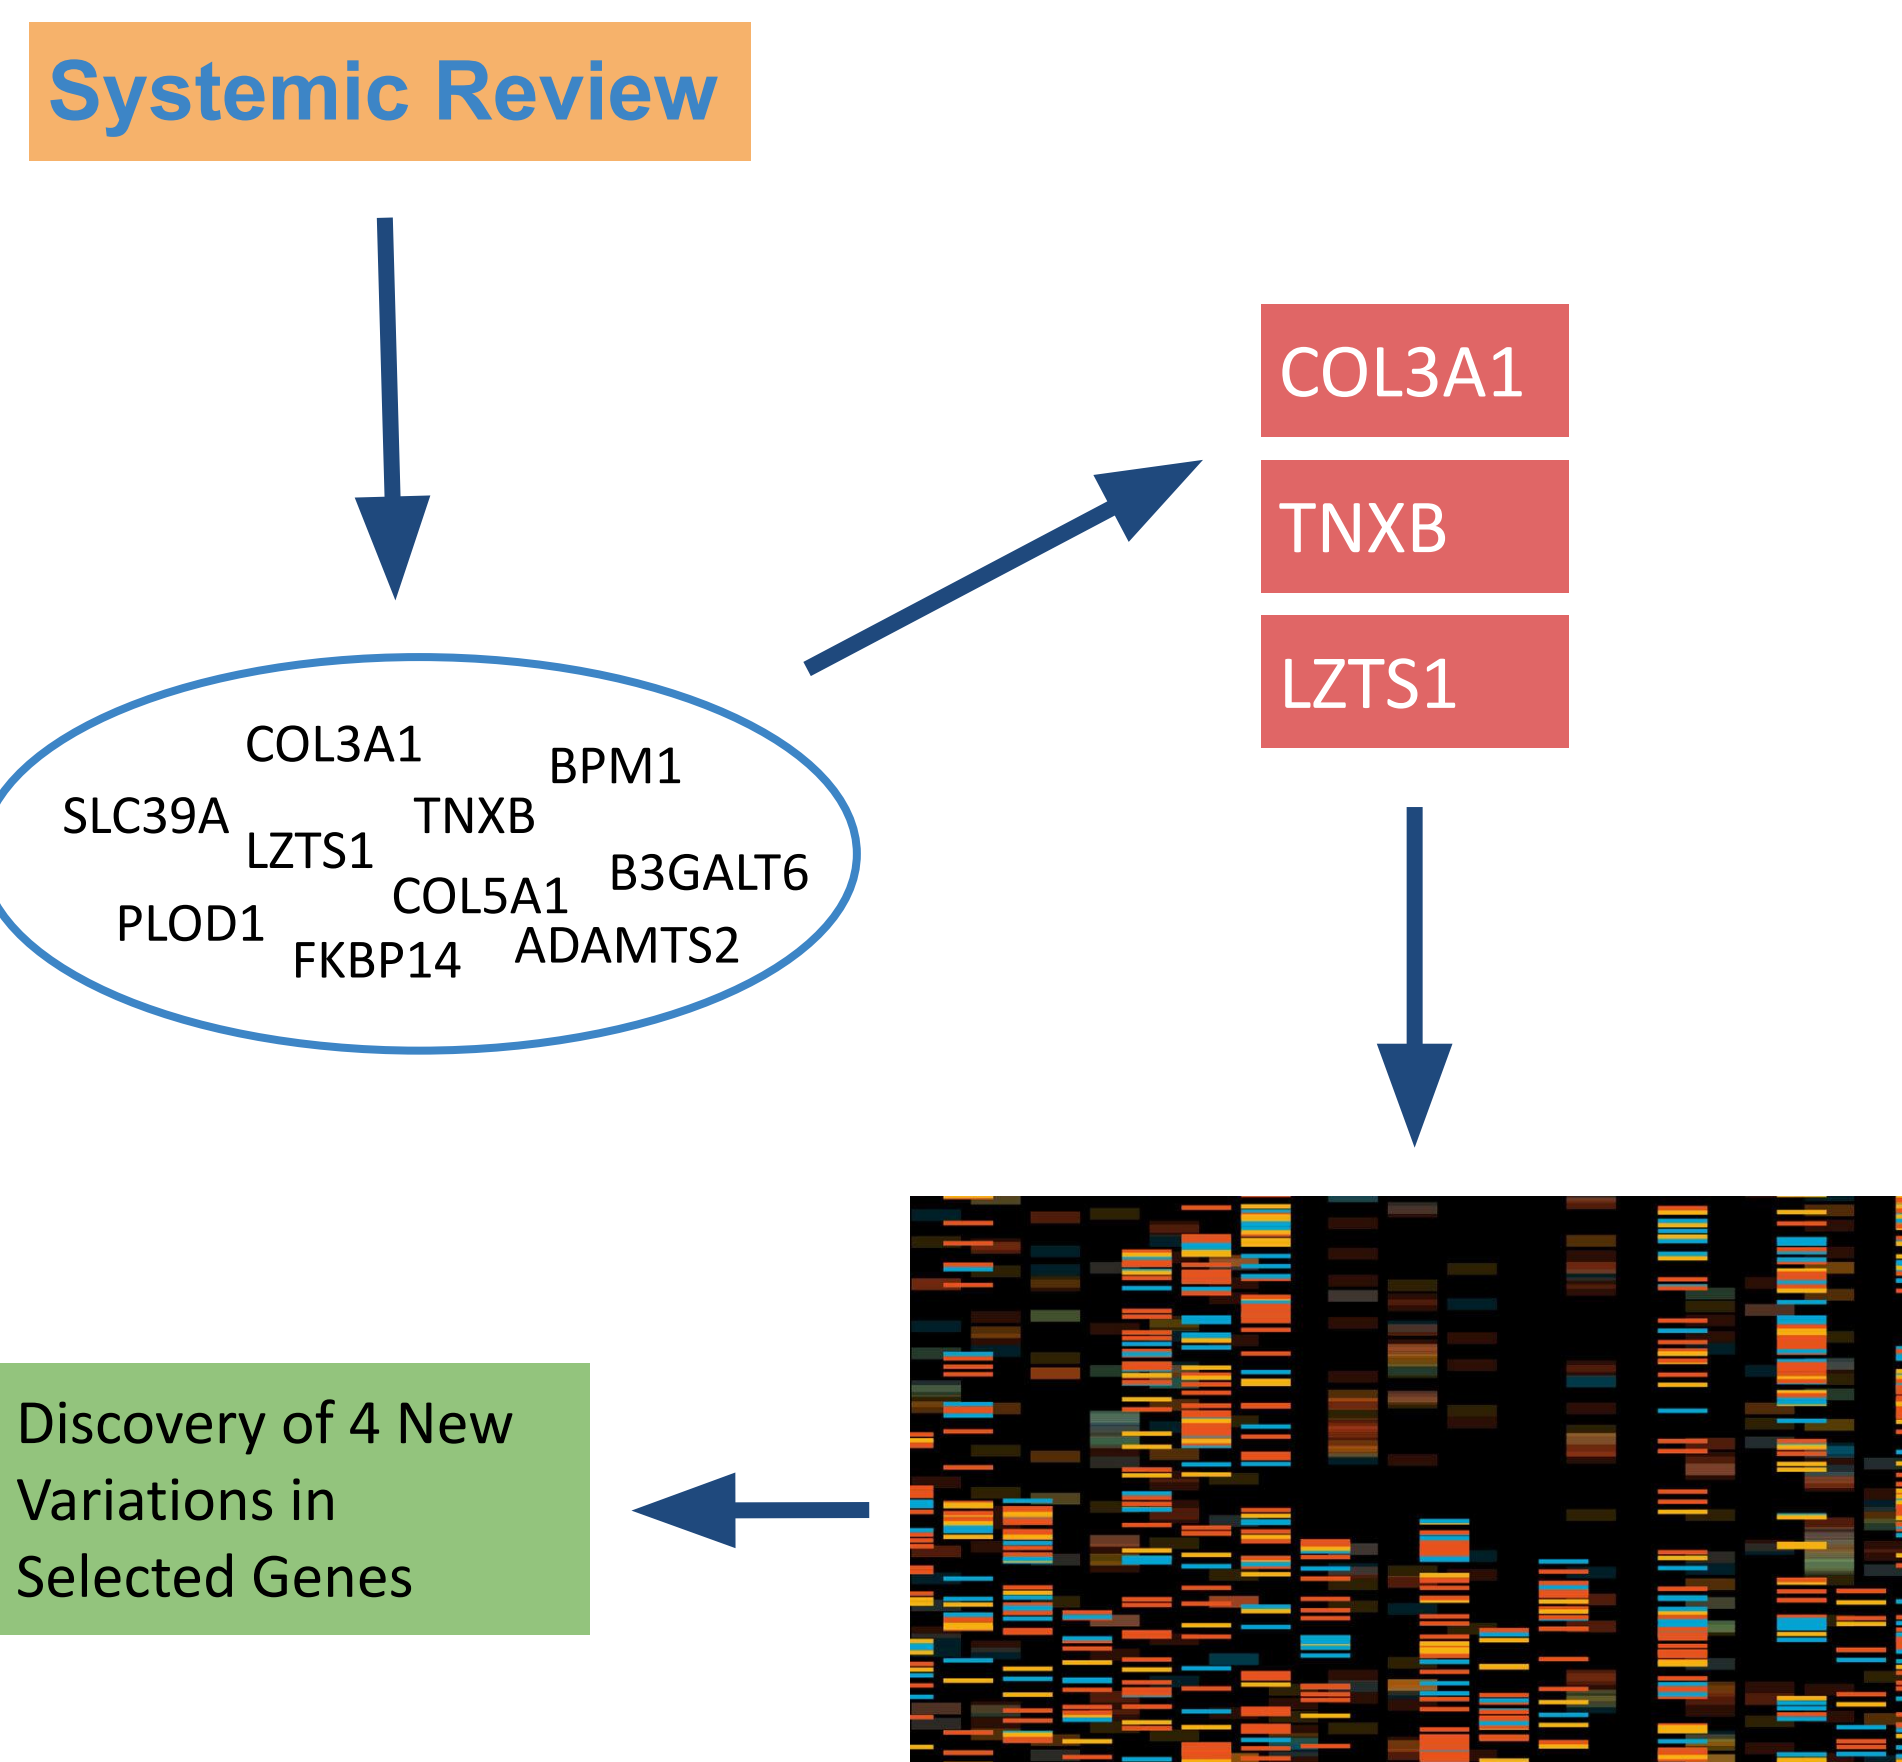 Systemic Review
COL3A1
TNXB
LZTS1
COL3A1
BPM1
SLC39A
TNXB
LZTS1
B3GALT6
COL5A1
PLOD1
ADAMTS2
FKBP14
Discovery of 4 New
Variations in
Selected Genes